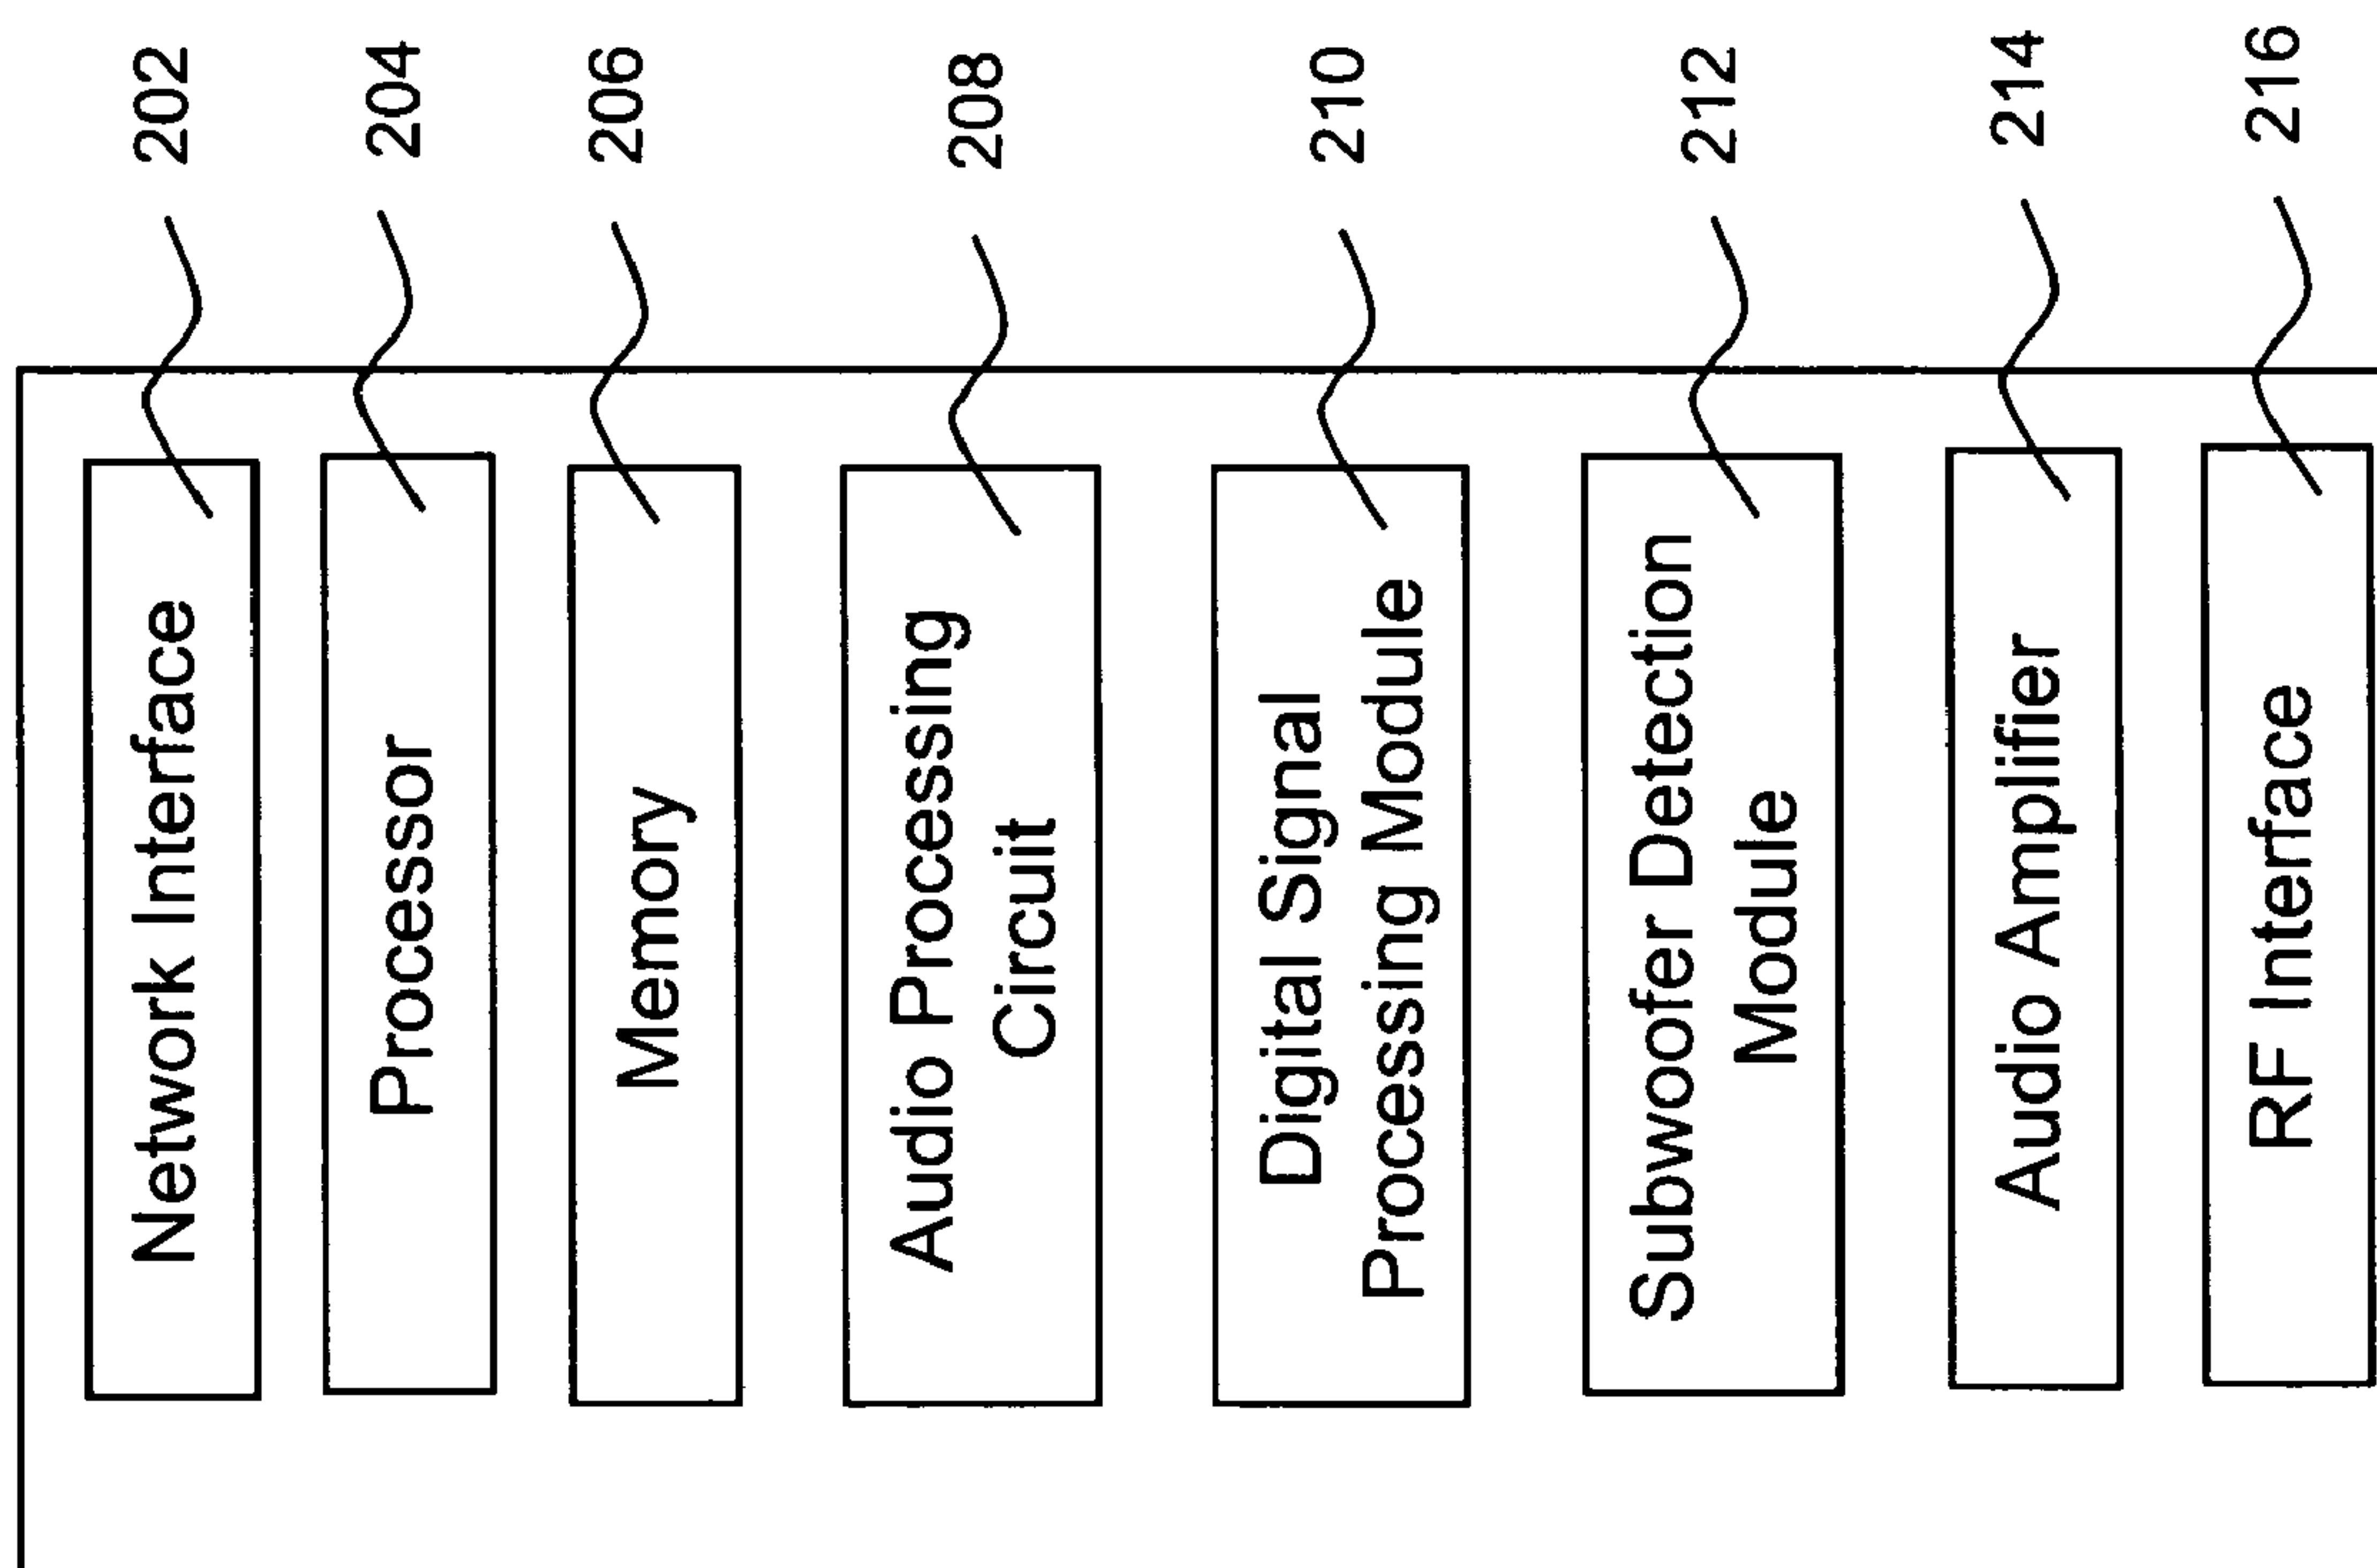 Network Interface
202
Processor
204
Memory
206
Audio Processing
Circuit
208
Digital Signal
Processing Module
210
Subwoofer Detection
Module
212
Audio Amplifier
214
RF Interface
216